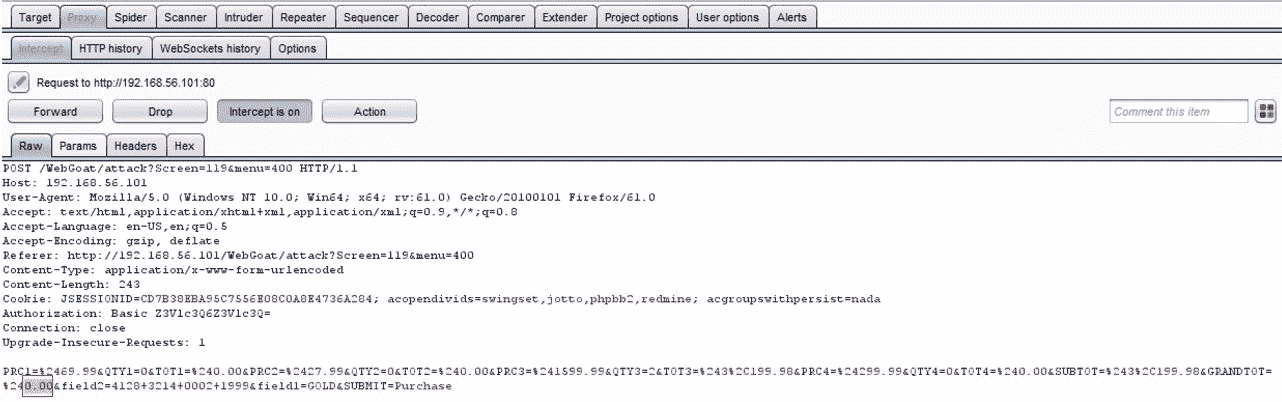 Target Proxy Spider Scanner Intruder Repeater Sequencer Decoder Comparer Extender Project options User options Alerts
Intercept HTTP history WebSockets history Options
Request to http://192.168.56.101:80
Forward Drop Intercept is on Action Comment this item
Raw Params Headers Hex
POST /WebGoat/attack?Screen=119&menu=400 HTTP/1.1
Host: 192.168.56.101
User-Agent: Mozilla/5.0 (Windows NT 10.0; Win64; x64; rv:61.0) Gecko/20100101 Firefox/61.0
Accept: text/html,application/xhtml+xml,application/xml;q=0.9,*/*;q=0.8
Accept-Language: en-US,en;q=0.5
Accept-Encoding: gzip, deflate
Referer: http://192.168.56.101/WebGoat/attack?Screen=119&menu=400
Content-Type: application/x-www-form-urlencoded
Content-Length: 243
Cookie: JSESSIONID=CD7B38EBA95C7556E08C0A8E4736A284; acopendivids=swingset,jotto,phpbb2,redmine; acgroupswithpersist=nada
Authorization: Basic Z3Vlc3Q6Z3Vlc3Q=
Connection: close
Upgrade-Insecure-Requests: 1
PRC1=%2469.99&QTY1=0&TOT1=%240.00&PRC2=%2427.99&QTY2=0&TOT2=%240.00&PRC3=%241599.99&QTY3=2&TOT3=%243%2C199.98&PRC4=%24299.99&QTY4=0&TOT4=%240.00&SUBTOT=%243%2C199.98&GRANDTOT=
%240.00&field2=4128+3214+0002+1999&field1=GOLD&SUBMIT=Purchase